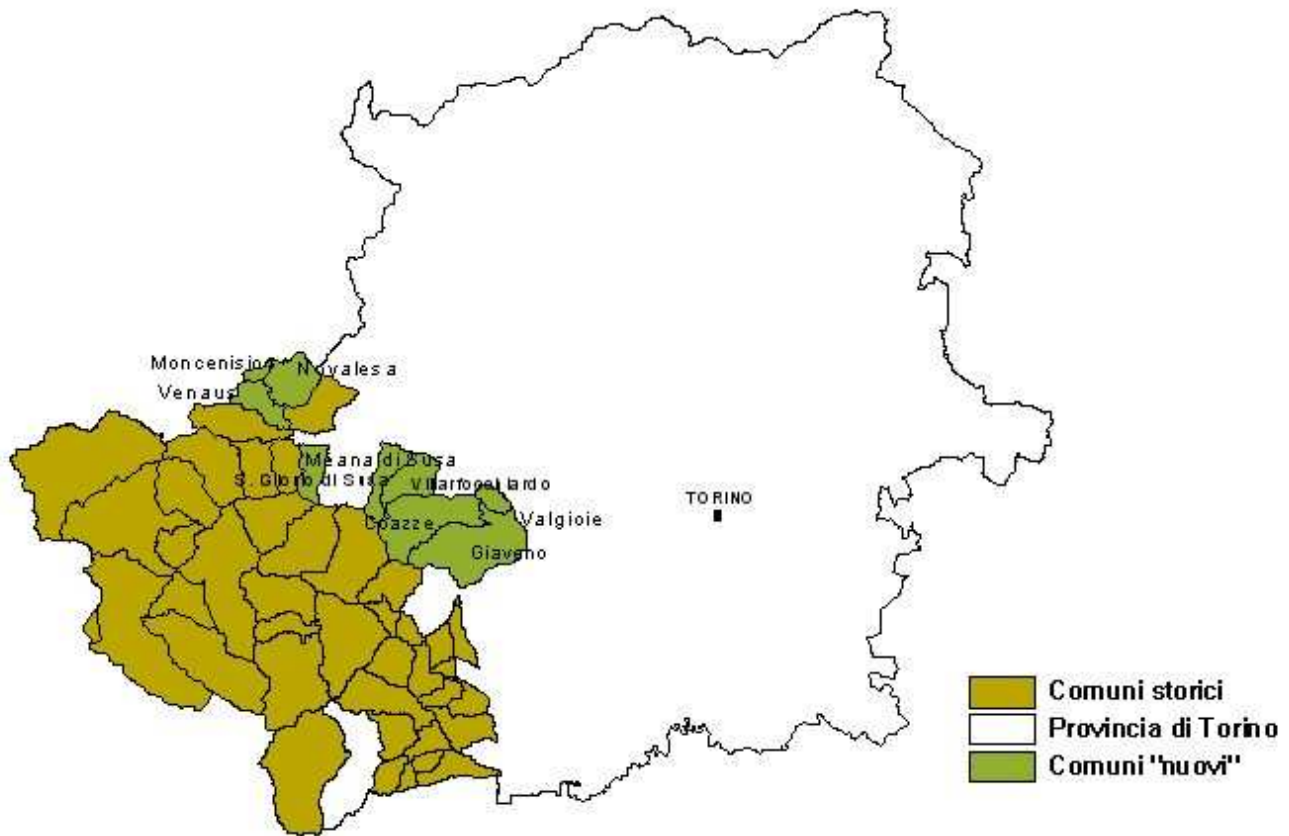 Moncenisio
Novalesa
Venaus
Meana di Susa
S. Giorio di Susa
Villarfocchiardo
Coazze
Valgioie
Giaveno
TORINO
Comuni storici
Provincia di Torino
Comuni "nuovi"